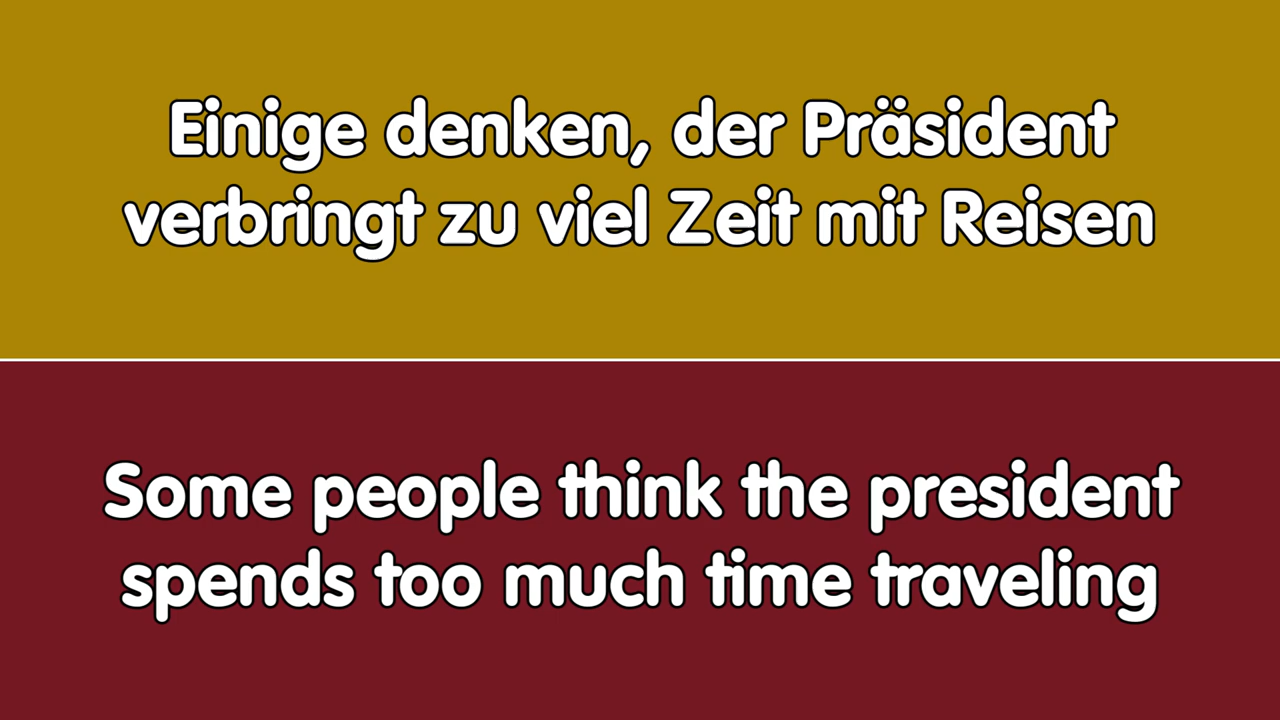 Einige denken, der Präsident
verbringt zu viel Zeit mit Reisen
Some people think the president
spends too much time traveling